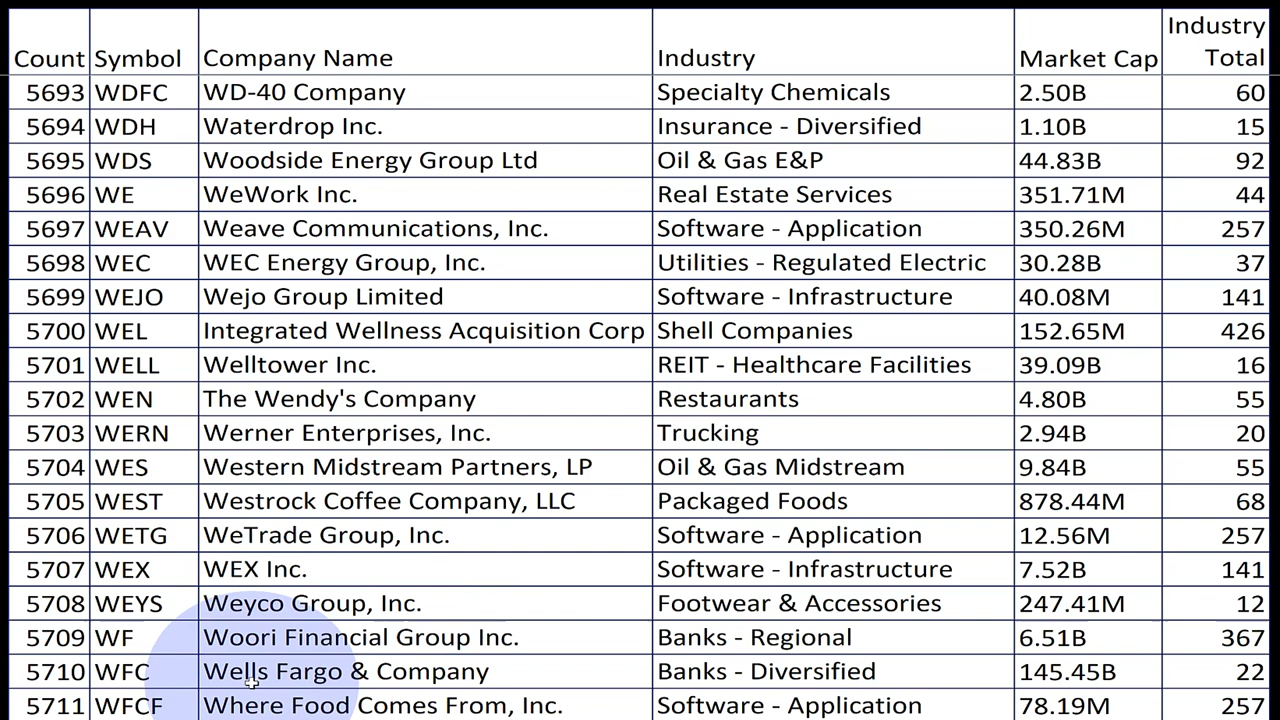 Count Symbol Company Name Industry Market Cap Industry Total
5693 WDFC WD-40 Company Specialty Chemicals 2.50B 60
5694 WDH Waterdrop Inc. Insurance - Diversified 1.10B 15
5695 WDS Woodside Energy Group Ltd Oil & Gas E&P 44.83B 92
5696 WE WeWork Inc. Real Estate Services 351.71M 44
5697 WEAV Weave Communications, Inc. Software - Application 350.26M 257
5698 WEC WEC Energy Group, Inc. Utilities - Regulated Electric 30.28B 37
5699 WEJO Wejo Group Limited Software - Infrastructure 40.08M 141
5700 WEL Integrated Wellness Acquisition Corp Shell Companies 152.65M 426
5701 WELL Welltower Inc. REIT - Healthcare Facilities 39.09B 16
5702 WEN The Wendy's Company Restaurants 4.80B 55
5703 WERN Werner Enterprises, Inc. Trucking 2.94B 20
5704 WES Western Midstream Partners, LP Oil & Gas Midstream 9.84B 55
5705 WEST Westrock Coffee Company, LLC Packaged Foods 878.44M 68
5706 WETG WeTrade Group, Inc. Software - Application 12.56M 257
5707 WEX WEX Inc. Software - Infrastructure 7.52B 141
5708 WEYS Weyco Group, Inc. Footwear & Accessories 247.41M 12
5709 WF Woori Financial Group Inc. Banks - Regional 6.51B 367
5710 WFC Wells Fargo & Company Banks - Diversified 145.45B 22
5711 WFCF Where Food Comes From, Inc. Software - Application 78.19M 257